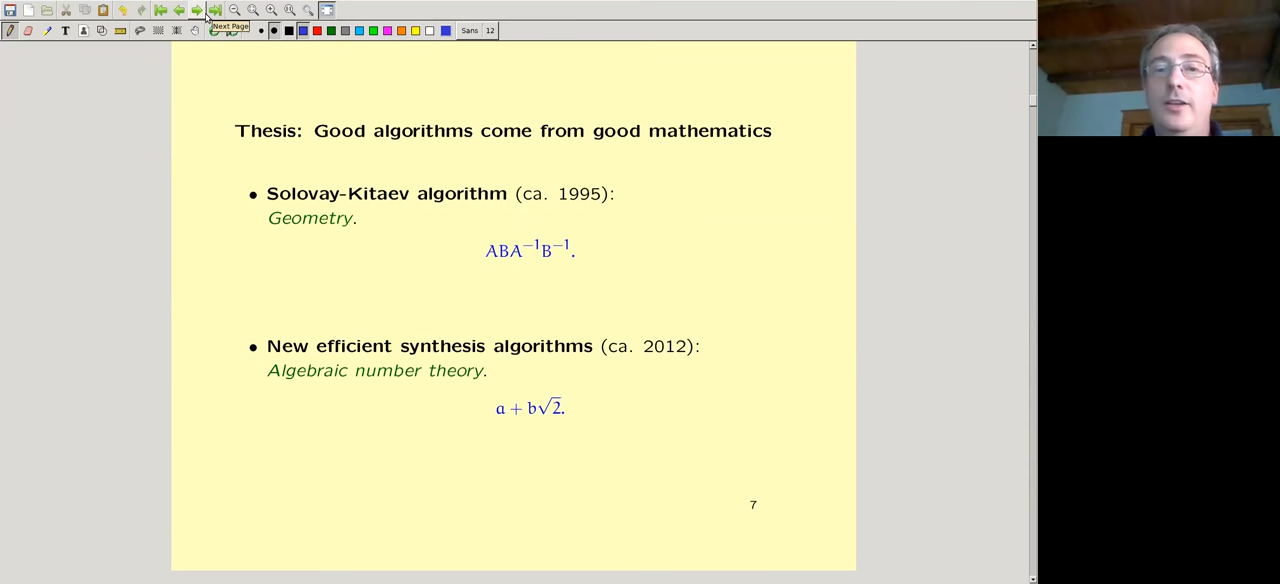 Next Page
T
Sans 12
Thesis: Good algorithms come from good mathematics
• Solovay-Kitaev algorithm (ca. 1995):
Geometry.
ABA⁻¹B⁻¹.
• New efficient synthesis algorithms (ca. 2012):
Algebraic number theory.
a + b√2.
7